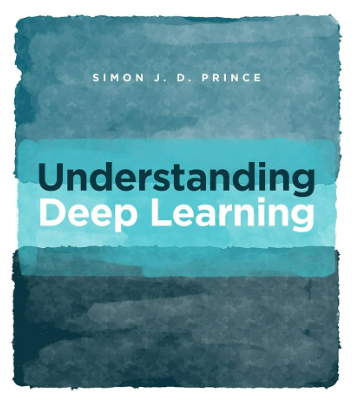 SIMON J. D. PRINCE
Understanding
Deep Learning